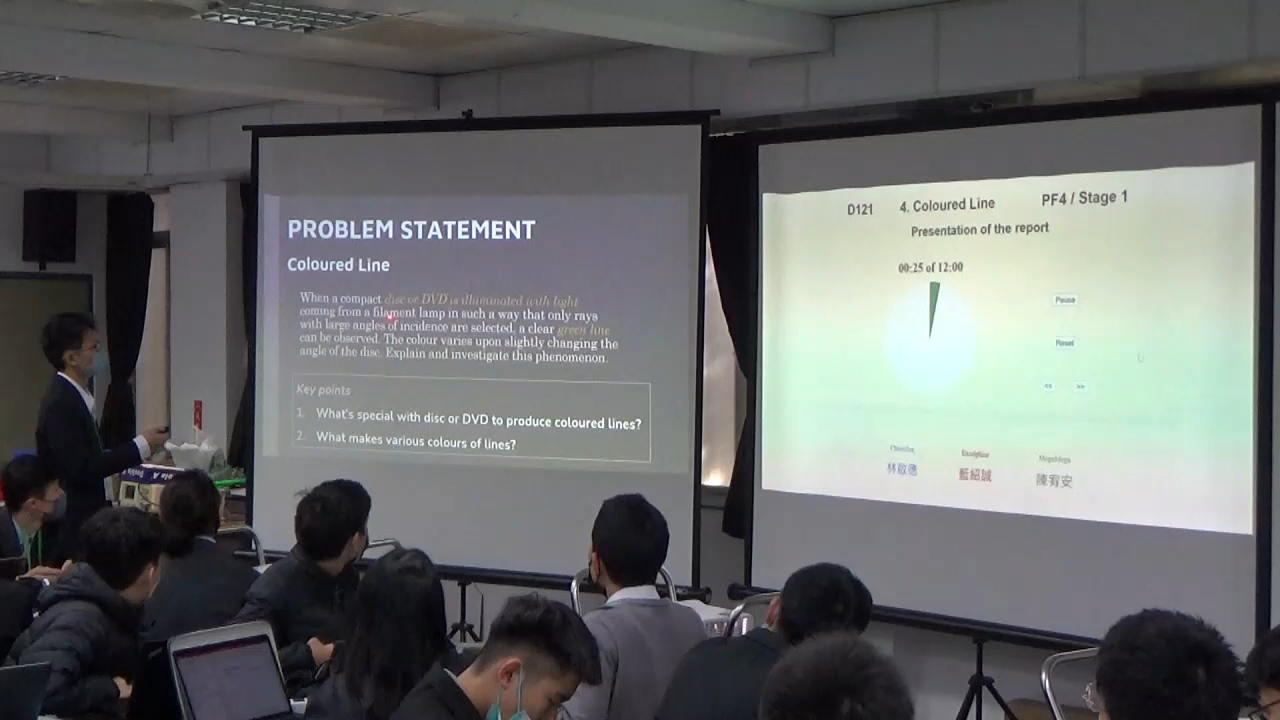 PROBLEM STATEMENT
Coloured Line
When a compact disc or DVD is illuminated with light
coming from a filament lamp in such a way that only rays
with large angles of incidence are selected, a clear green line
can be observed. The colour varies upon slightly changing the
angle of the disc. Explain and investigate this phenomenon.
Key points
1. What's special with disc or DVD to produce coloured lines?
2. What makes various colours of lines?
D121 4. Coloured Line PF4 / Stage 1
Presentation of the report
00:25 of 12:00
Pause
Reset
<< >>
林啟應 藍紹誠 陳宥安